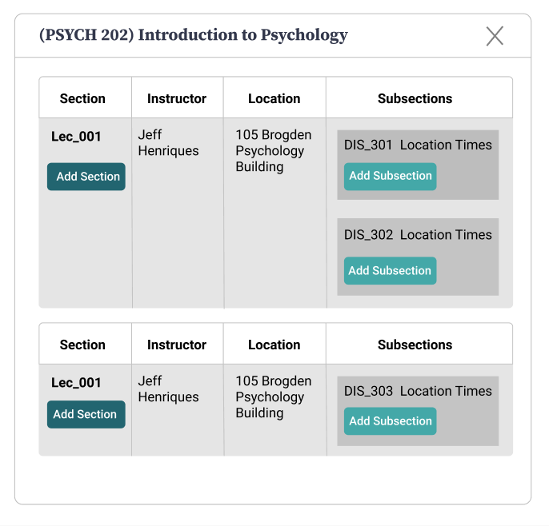 (PSYCH 202) Introduction to Psychology
Section Instructor Location Subsections
Lec_001
Add Section
Jeff
Henriques
105 Brogden
Psychology
Building
DIS_301 Location Times
Add Subsection
DIS_302 Location Times
Add Subsection
Section Instructor Location Subsections
Lec_001
Add Section
Jeff
Henriques
105 Brogden
Psychology
Building
DIS_303 Location Times
Add Subsection